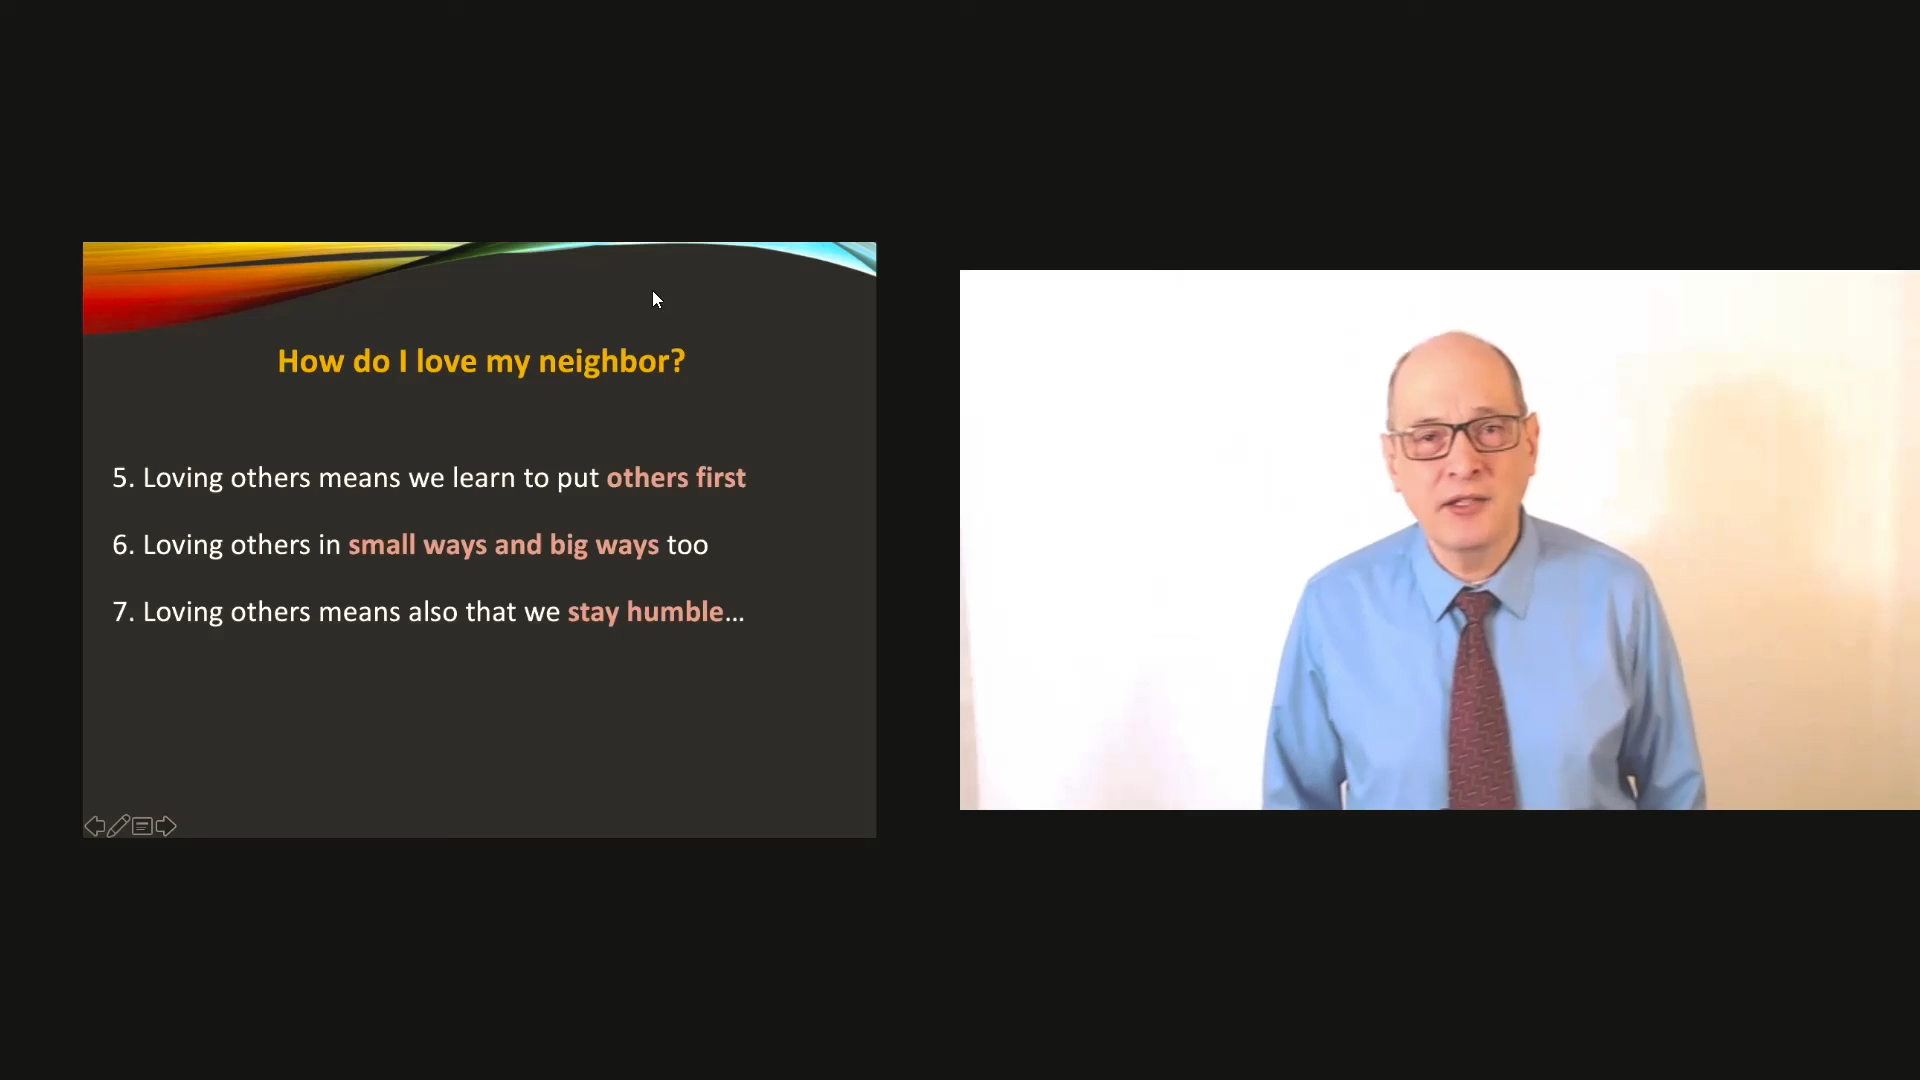 How do I love my neighbor?
5. Loving others means we learn to put others first
6. Loving others in small ways and big ways too
7. Loving others means also that we stay humble...